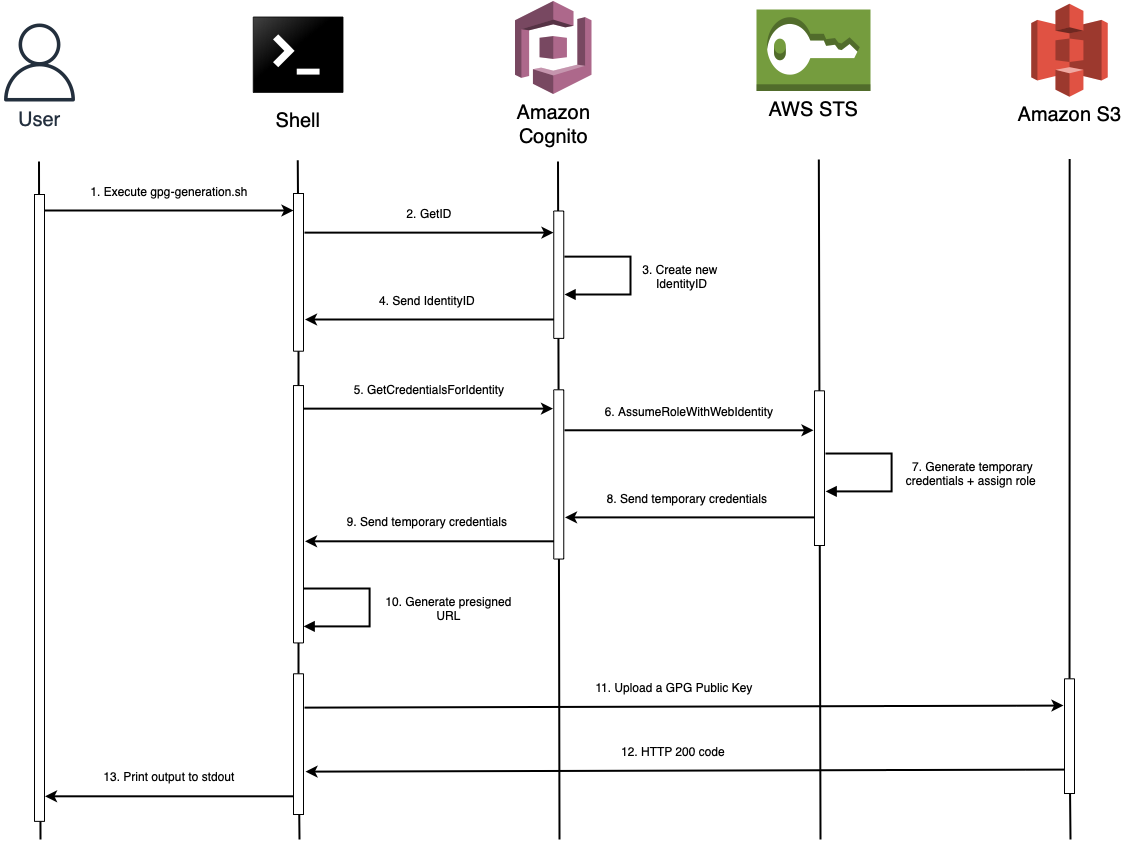 User
Shell
Amazon
Cognito
AWS STS
Amazon S3
1. Execute gpg-generation.sh
2. GetID
3. Create new
IdentityID
4. Send IdentityID
5. GetCredentialsForIdentity
6. AssumeRoleWithWebIdentity
7. Generate temporary
credentials + assign role
8. Send temporary credentials
9. Send temporary credentials
10. Generate presigned
URL
11. Upload a GPG Public Key
12. HTTP 200 code
13. Print output to stdout